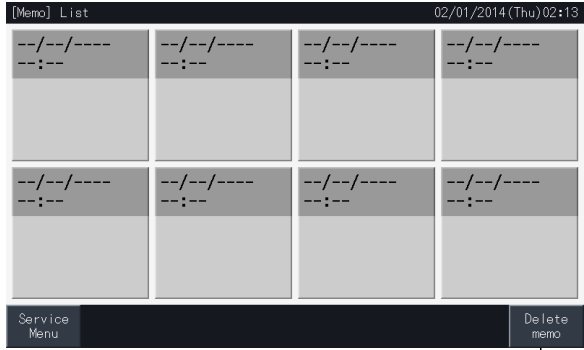 [Memo] List 02/01/2014(Thu)02:13
--/--/---- --/--/---- --/--/---- --/--/----
--:-- --:-- --:-- --:--
--/--/---- --/--/---- --/--/---- --/--/----
--:-- --:-- --:-- --:--
Service Delete
Menu memo